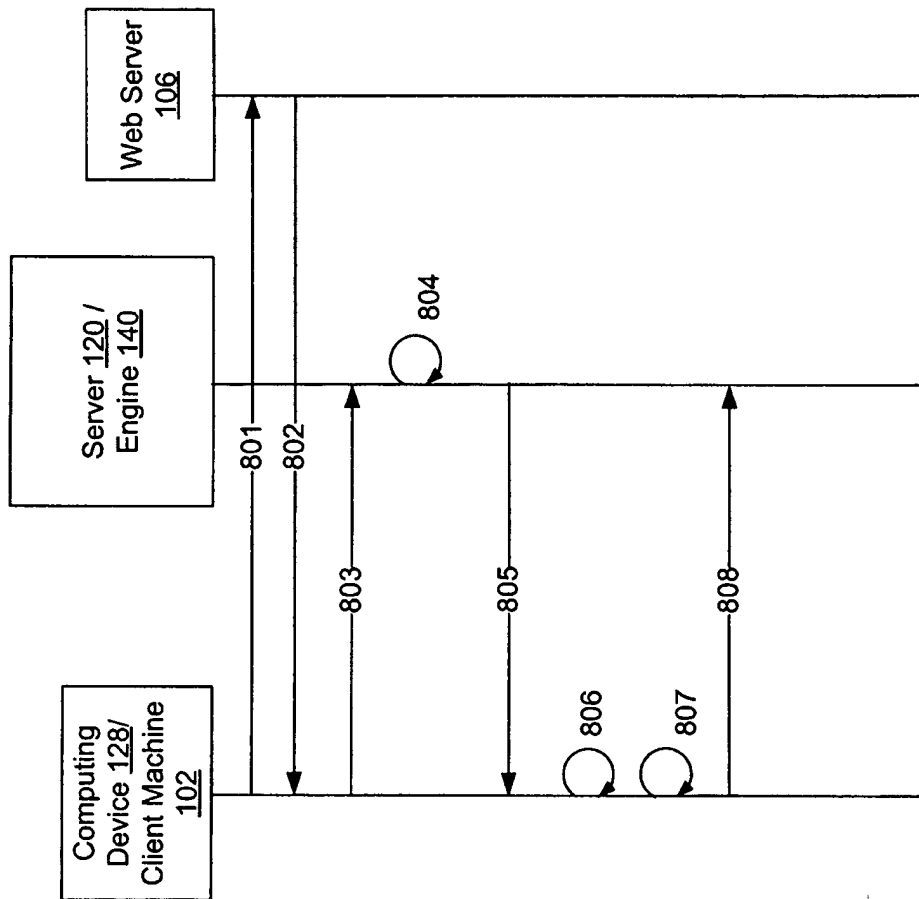 Computing
Device 128/
Client Machine
102
Server 120 /
Engine 140
Web Server
106
801
802
803
804
805
806
807
808